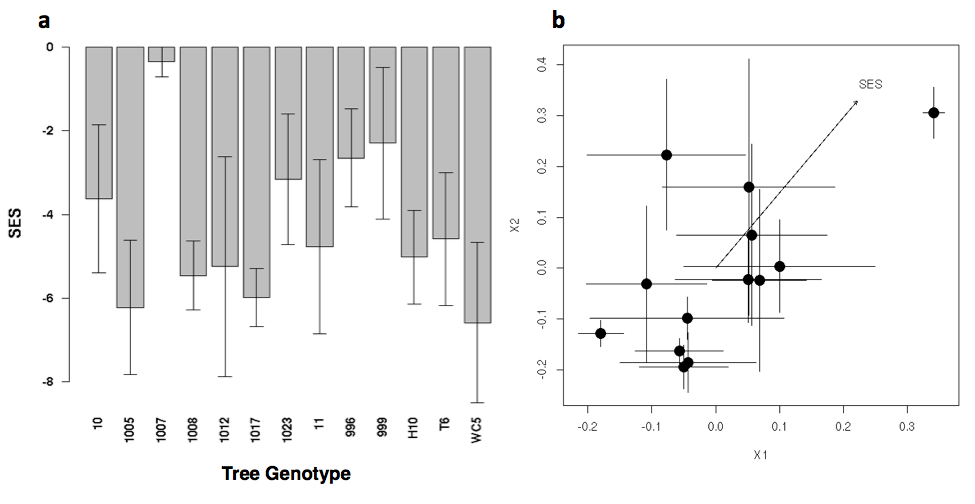 a
0
-2
-4
-6
-8
SES
10
1005
1007
1008
1012
1017
1023
11
996
999
H10
T6
WC5
Tree Genotype
b
0.4
0.3
0.2
0.1
0.0
-0.1
-0.2
X2
SES
-0.2
-0.1
0.0
0.1
0.2
0.3
X1